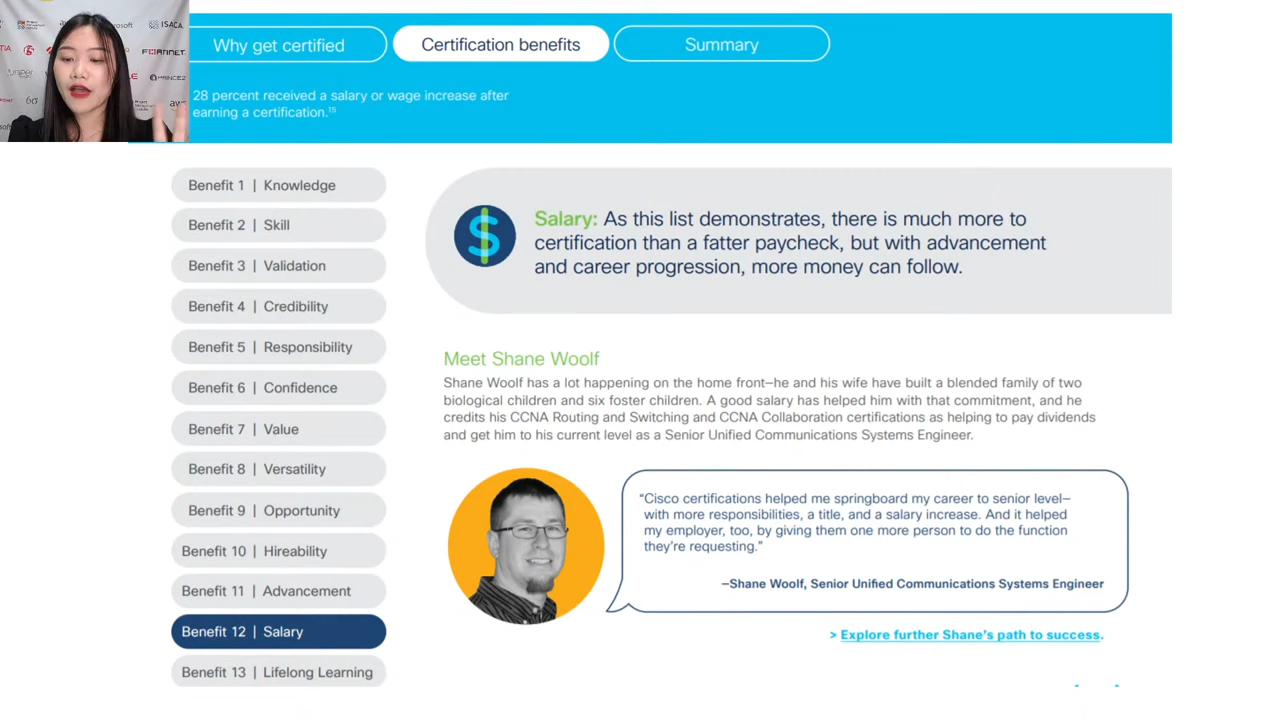 ISACA
FORTINET
PRINCE2
6σ
Why get certified
Certification benefits
Summary
28 percent received a salary or wage increase after
earning a certification.¹⁵
Benefit 1 | Knowledge
Benefit 2 | Skill
Benefit 3 | Validation
Benefit 4 | Credibility
Benefit 5 | Responsibility
Benefit 6 | Confidence
Benefit 7 | Value
Benefit 8 | Versatility
Benefit 9 | Opportunity
Benefit 10 | Hireability
Benefit 11 | Advancement
Benefit 12 | Salary
Benefit 13 | Lifelong Learning
Salary: As this list demonstrates, there is much more to
certification than a fatter paycheck, but with advancement
and career progression, more money can follow.
Meet Shane Woolf
Shane Woolf has a lot happening on the home front—he and his wife have built a blended family of two
biological children and six foster children. A good salary has helped him with that commitment, and he
credits his CCNA Routing and Switching and CCNA Collaboration certifications as helping to pay dividends
and get him to his current level as a Senior Unified Communications Systems Engineer.
“Cisco certifications helped me springboard my career to senior level—
with more responsibilities, a title, and a salary increase. And it helped
my employer, too, by giving them one more person to do the function
they’re requesting.”
—Shane Woolf, Senior Unified Communications Systems Engineer
> Explore further Shane’s path to success.